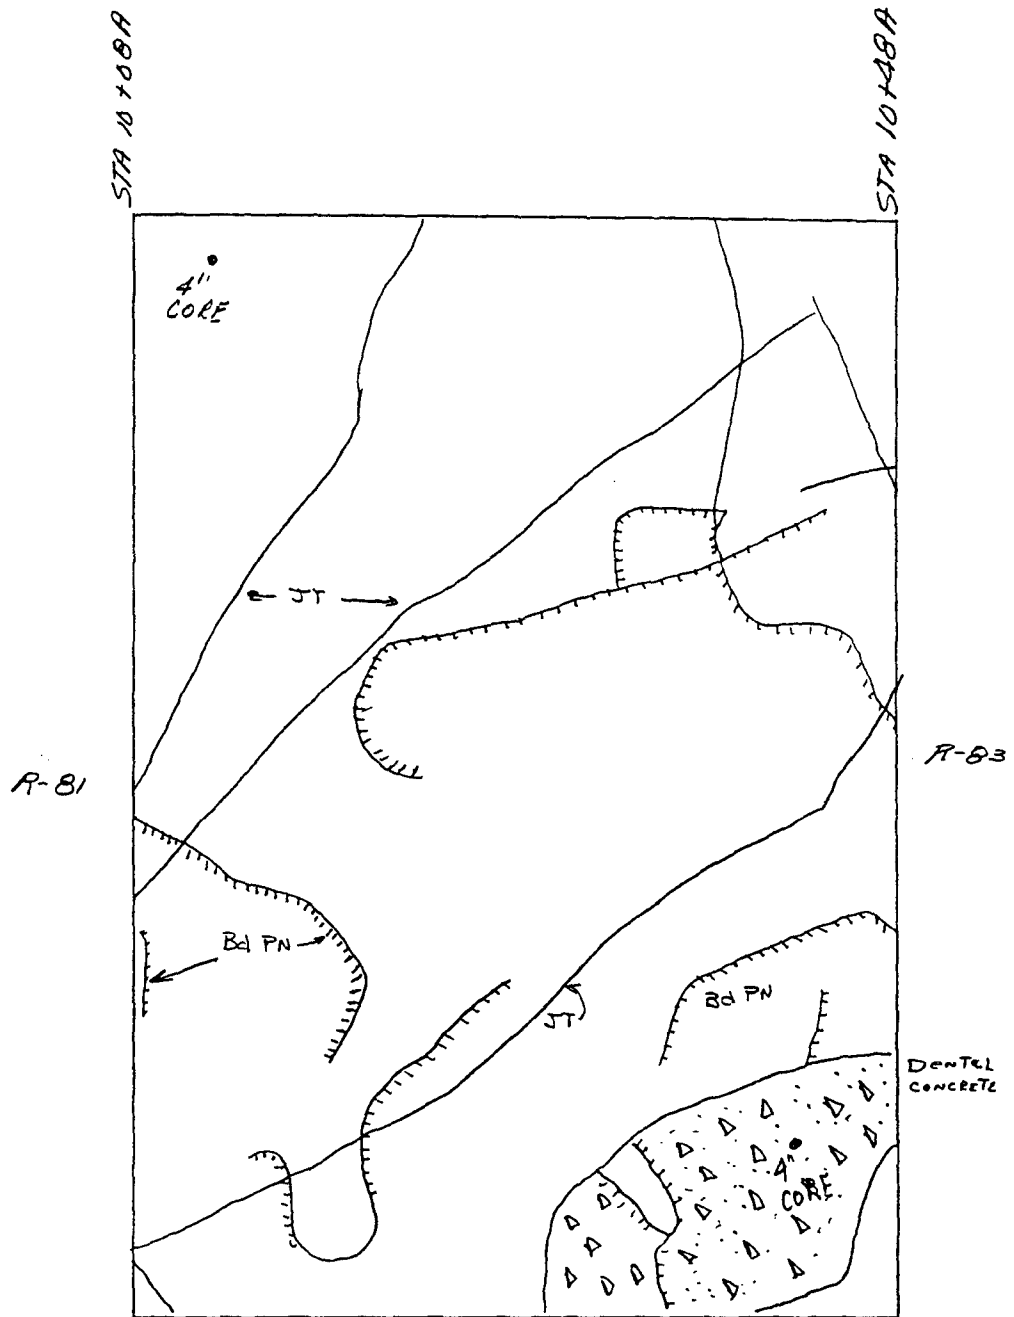 STA 10+08A
STA 10+48A
4"
CORE
JT
R-81
R-83
Bd PN
Bd PN
JT
DENTAL
CONCRETE
4"
CORE